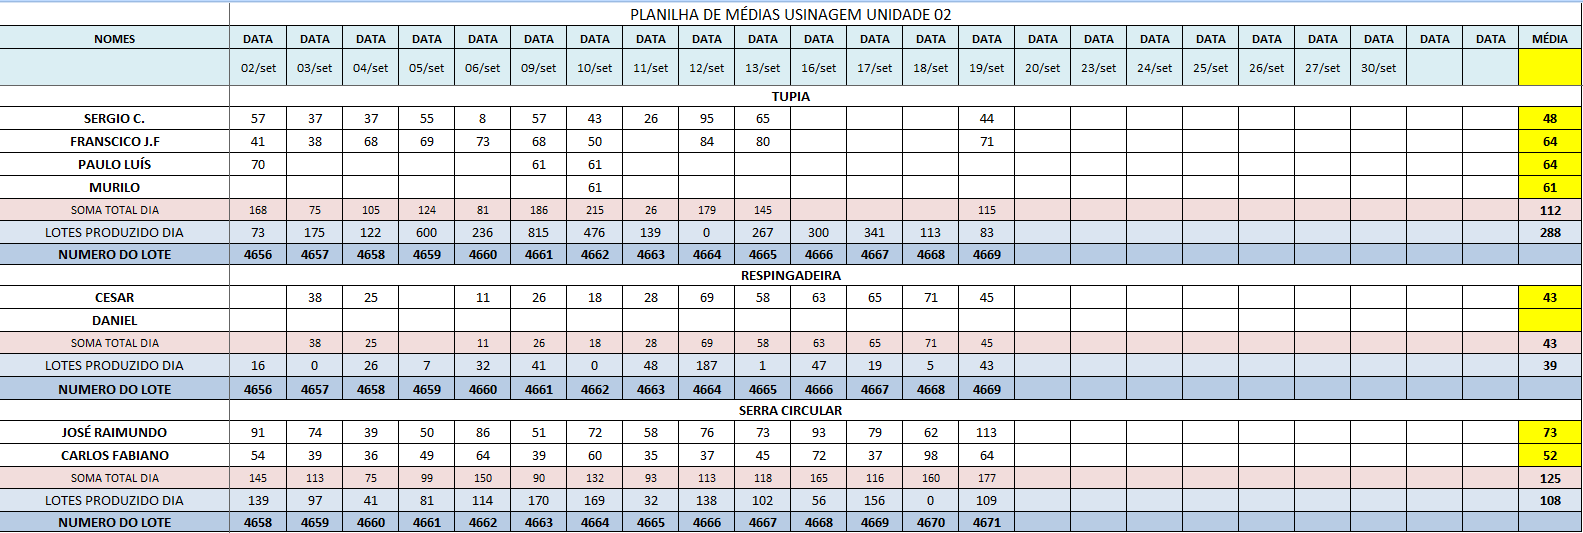 PLANILHA DE MÉDIAS USINAGEM UNIDADE 02
NOMES DATA DATA DATA DATA DATA DATA DATA DATA DATA DATA DATA DATA DATA DATA DATA DATA DATA DATA DATA DATA DATA DATA DATA MÉDIA
02/set 03/set 04/set 05/set 06/set 09/set 10/set 11/set 12/set 13/set 16/set 17/set 18/set 19/set 20/set 23/set 24/set 25/set 26/set 27/set 30/set
TUPIA
SERGIO C. 57 37 37 55 8 57 43 26 95 65 44 48
FRANSCICO J.F 41 38 68 69 73 68 50 84 80 71 64
PAULO LUÍS 70 61 61 64
MURILO 61 61
SOMA TOTAL DIA 168 75 105 124 81 186 215 26 179 145 115 112
LOTES PRODUZIDO DIA 73 175 122 600 236 815 476 139 0 267 300 341 113 83 288
NUMERO DO LOTE 4656 4657 4658 4659 4660 4661 4662 4663 4664 4665 4666 4667 4668 4669
RESPINGADEIRA
CESAR 38 25 11 26 18 28 69 58 63 65 71 45 43
DANIEL
SOMA TOTAL DIA 38 25 11 26 18 28 69 58 63 65 71 45 43
LOTES PRODUZIDO DIA 16 0 26 7 32 41 0 48 187 1 47 19 5 43 39
NUMERO DO LOTE 4656 4657 4658 4659 4660 4661 4662 4663 4664 4665 4666 4667 4668 4669
SERRA CIRCULAR
JOSÉ RAIMUNDO 91 74 39 50 86 51 72 58 76 73 93 79 62 113 73
CARLOS FABIANO 54 39 36 49 64 39 60 35 37 45 72 37 98 64 52
SOMA TOTAL DIA 145 113 75 99 150 90 132 93 113 118 165 116 160 177 125
LOTES PRODUZIDO DIA 139 97 41 81 114 170 169 32 138 102 56 156 0 109 108
NUMERO DO LOTE 4658 4659 4660 4661 4662 4663 4664 4665 4666 4667 4668 4669 4670 4671